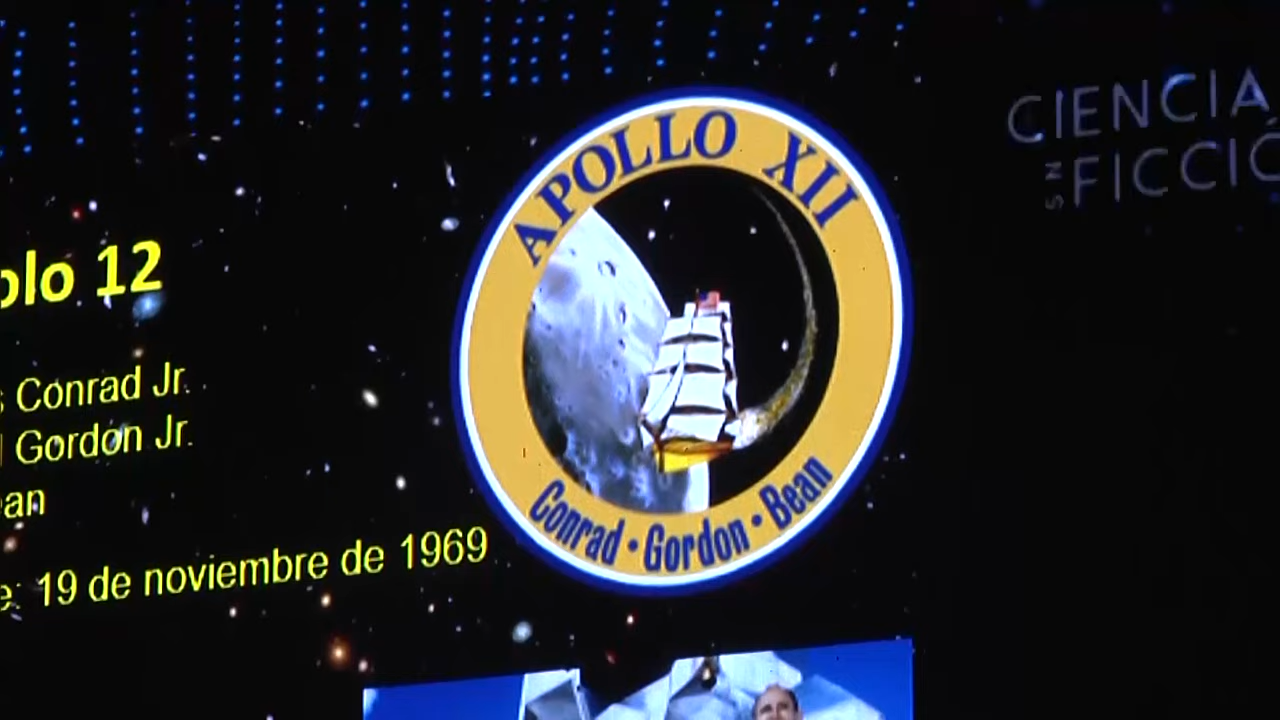 olo 12
Conrad Jr.
Gordon Jr.
ean
e: 19 de noviembre de 1969
APOLLO XII
Conrad • Gordon • Bean
CIENCIA
SIN
FICCIÓ